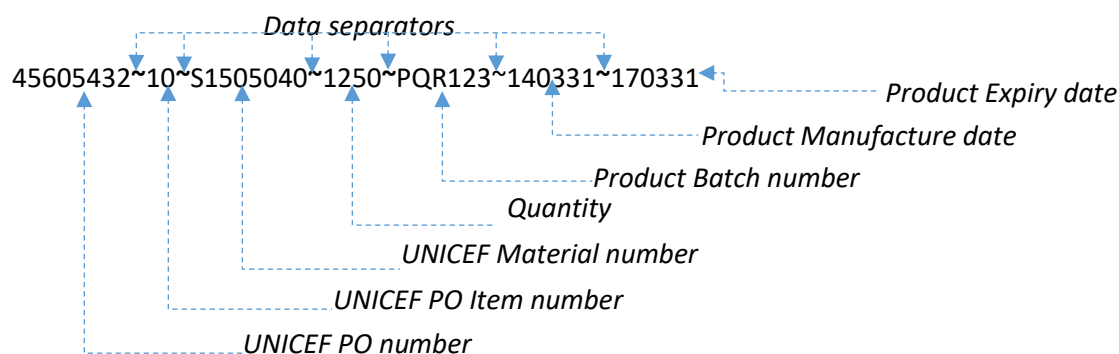 Data separators
45605432~10~S1505040~1250~PQR123~140331~170331
Product Expiry date
Product Manufacture date
Product Batch number
Quantity
UNICEF Material number
UNICEF PO Item number
UNICEF PO number